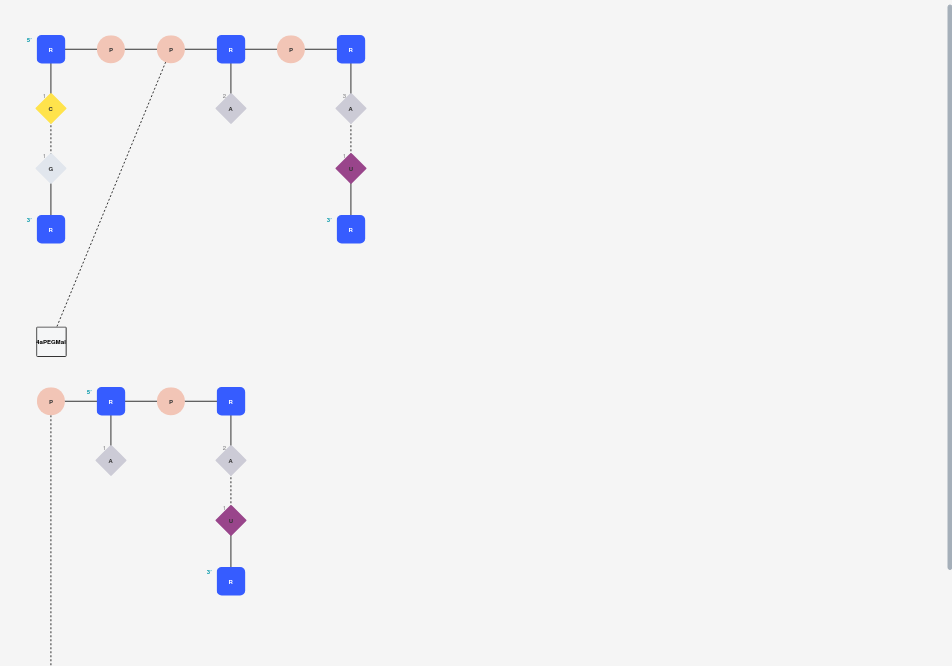 5'
R P P R P R
1 2 3
C A A
1 1
G U
3' R 3' R
4aPEGMal
5'
P R P R
1 2
A A
1
U
3' R